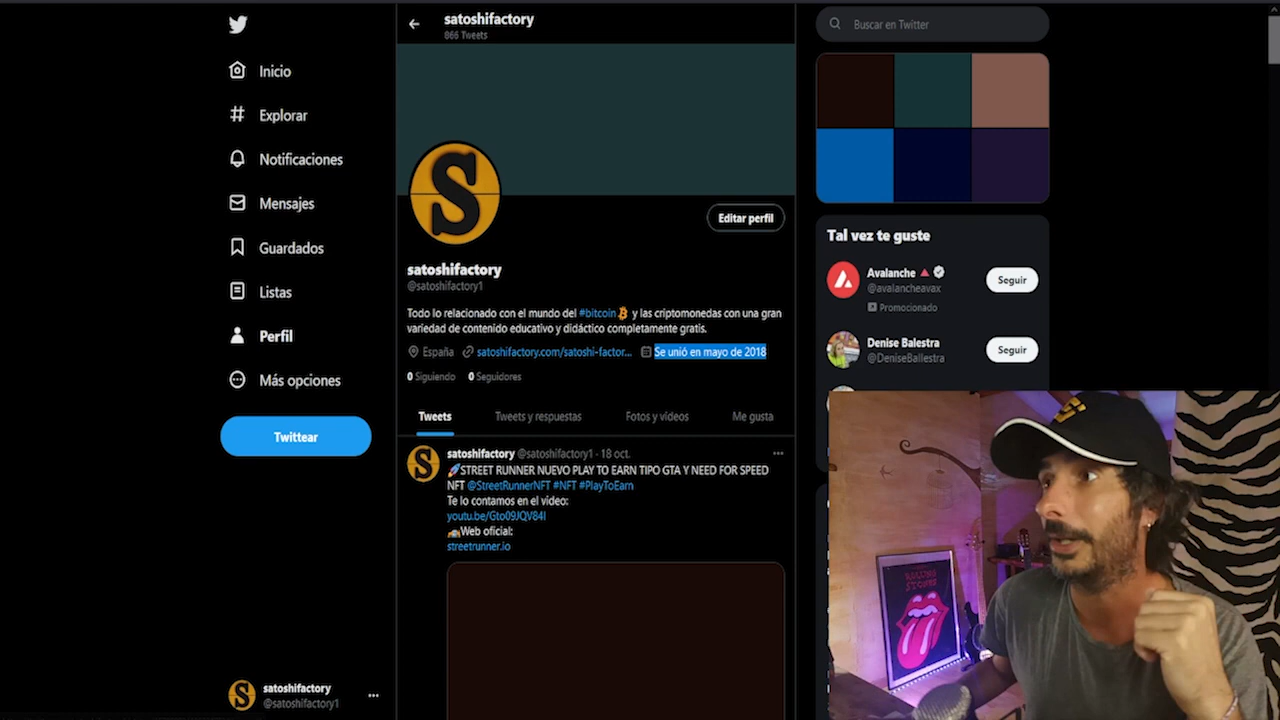 satoshifactory
866 Tweets
Buscar en Twitter
Inicio
Explorar
Notificaciones
Mensajes
Guardados
Listas
Perfil
Más opciones
Twittear
satoshifactory
@satoshifactory1
S
Editar perfil
satoshifactory
@satoshifactory1
Todo lo relacionado con el mundo del #bitcoin y las criptomonedas con una gran
variedad de contenido educativo y didáctico completamente gratis.
España satoshifactory.com/satoshi-factor... Se unió en mayo de 2018
0 Siguiendo 0 Seguidores
Tweets Tweets y respuestas Fotos y vídeos Me gusta
S
satoshifactory @satoshifactory1 · 18 oct.
🚀STREET RUNNER NUEVO PLAY TO EARN TIPO GTA Y NEED FOR SPEED
NFT @StreetRunnerNFT #NFT #PlayToEarn
Te lo contamos en el vídeo:
youtu.be/Gto09JQV84I
Web oficial:
streetrunner.io
Tal vez te guste
Avalanche
@avalancheavax
Promocionado
Seguir
Denise Balestra
@DeniseBallestra
Seguir
ROLLING
STONES